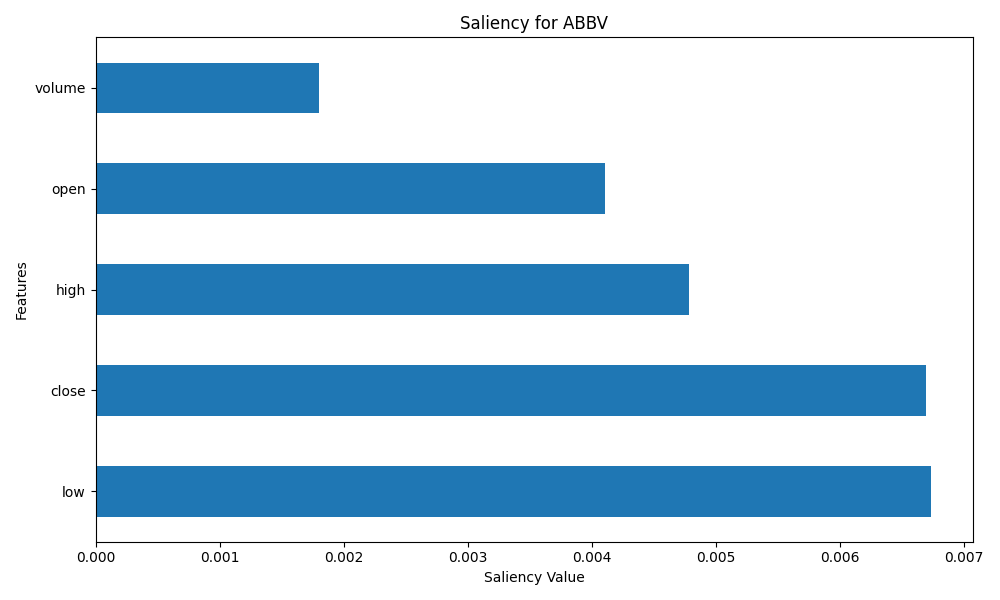 Saliency for ABBV
volume
open
high
close
low
Features
0.000 0.001 0.002 0.003 0.004 0.005 0.006 0.007
Saliency Value